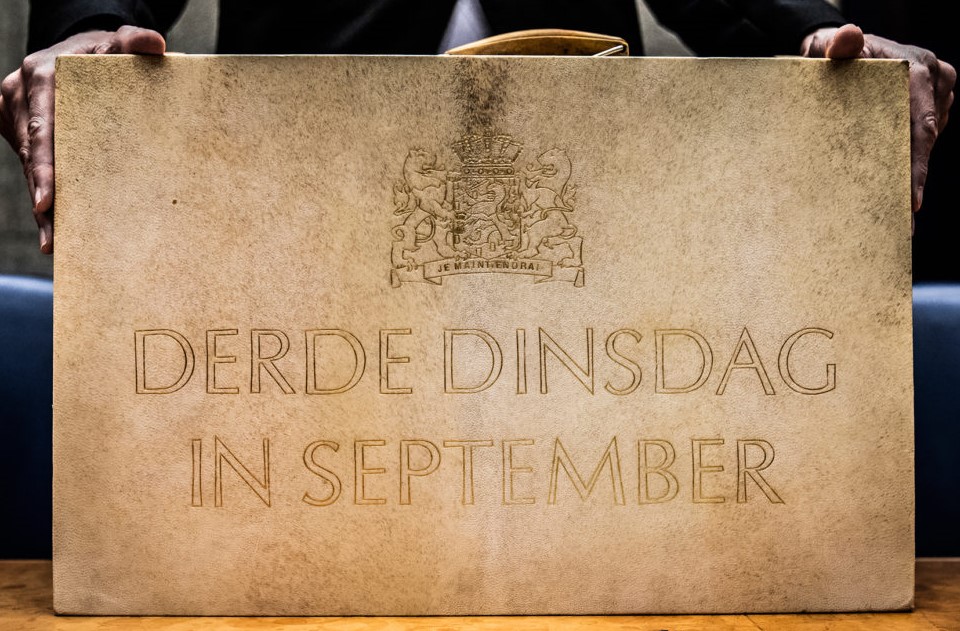 JE MAINTIENDRAI
DERDE DINSDAG
IN SEPTEMBER